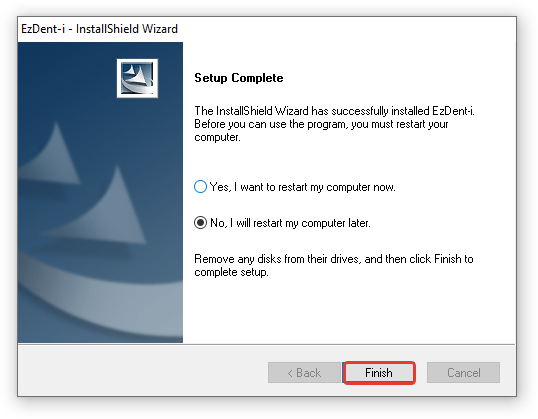 EzDent-i - InstallShield Wizard
Setup Complete
The InstallShield Wizard has successfully installed EzDent-i.
Before you can use the program, you must restart your
computer.
Yes, I want to restart my computer now.
No, I will restart my computer later.
Remove any disks from their drives, and then click Finish to
complete setup.
< Back
Finish
Cancel